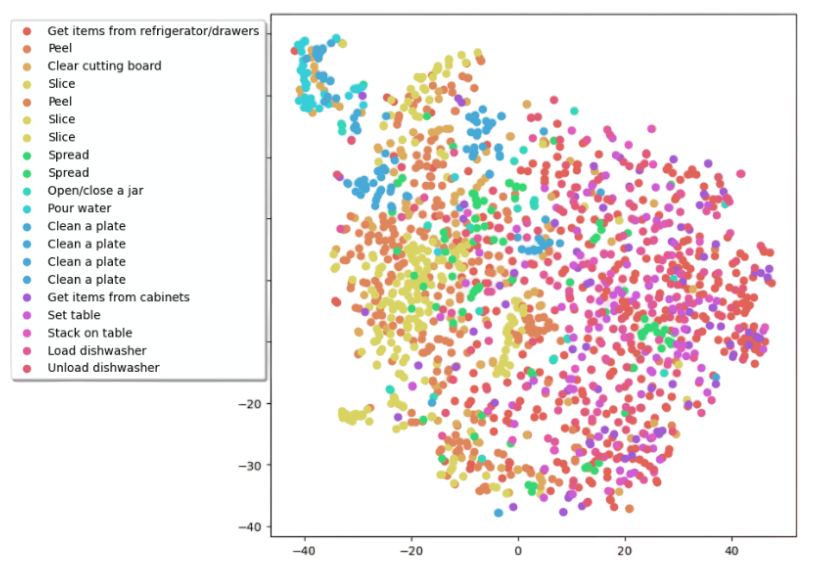 Get items from refrigerator/drawers
Peel
Clear cutting board
Slice
Peel
Slice
Slice
Spread
Spread
Open/close a jar
Pour water
Clean a plate
Clean a plate
Clean a plate
Clean a plate
Get items from cabinets
Set table
Stack on table
Load dishwasher
Unload dishwasher
−20
−30
−40
−40 −20 0 20 40